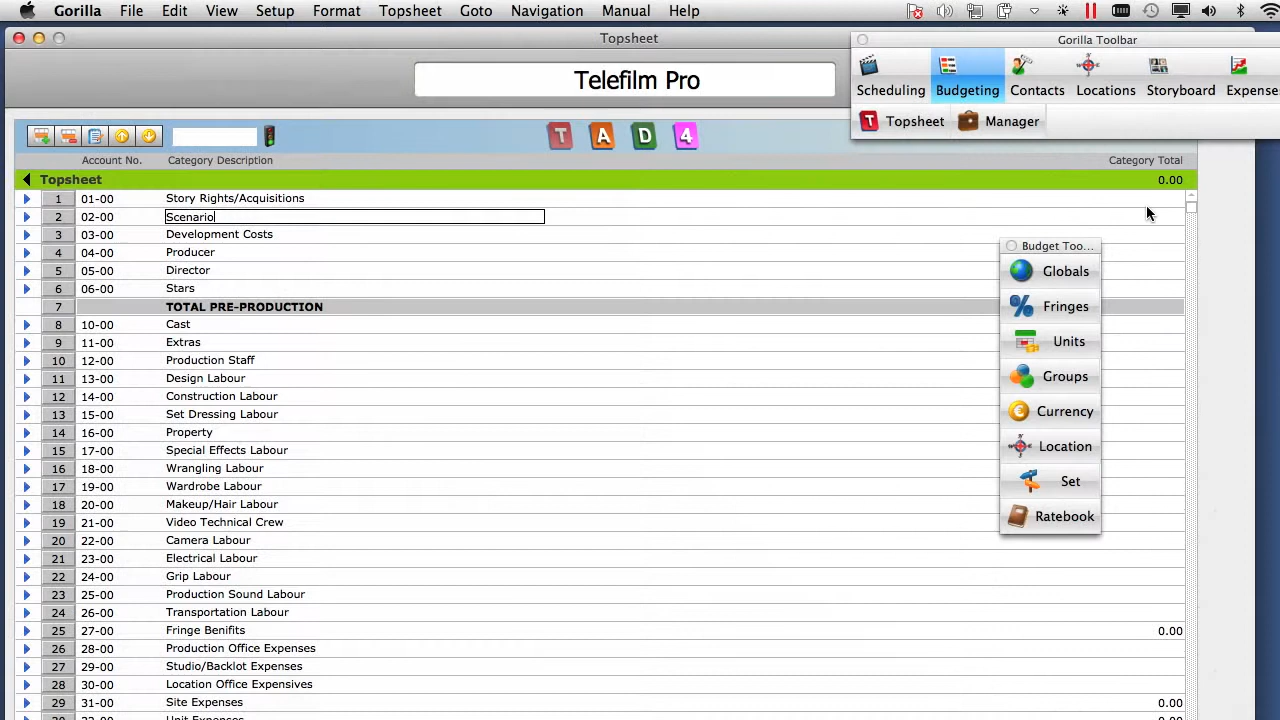 Gorilla File Edit View Setup Format Topsheet Goto Navigation Manual Help
Topsheet
Gorilla Toolbar
Telefilm Pro
Scheduling Budgeting Contacts Locations Storyboard Expense
T Topsheet Manager
T A D 4
Account No. Category Description Category Total
Topsheet 0.00
1 01-00 Story Rights/Acquisitions
2 02-00 Scenario
3 03-00 Development Costs
4 04-00 Producer
5 05-00 Director
6 06-00 Stars
7 TOTAL PRE-PRODUCTION
8 10-00 Cast
9 11-00 Extras
10 12-00 Production Staff
11 13-00 Design Labour
12 14-00 Construction Labour
13 15-00 Set Dressing Labour
14 16-00 Property
15 17-00 Special Effects Labour
16 18-00 Wrangling Labour
17 19-00 Wardrobe Labour
18 20-00 Makeup/Hair Labour
19 21-00 Video Technical Crew
20 22-00 Camera Labour
21 23-00 Electrical Labour
22 24-00 Grip Labour
23 25-00 Production Sound Labour
24 26-00 Transportation Labour
25 27-00 Fringe Benifits 0.00
26 28-00 Production Office Expenses
27 29-00 Studio/Backlot Expenses
28 30-00 Location Office Expensives
29 31-00 Site Expenses 0.00
30 32-00 Unit Expenses 0.00
Budget Too...
Globals
% Fringes
Units
Groups
Currency
Location
Set
Ratebook